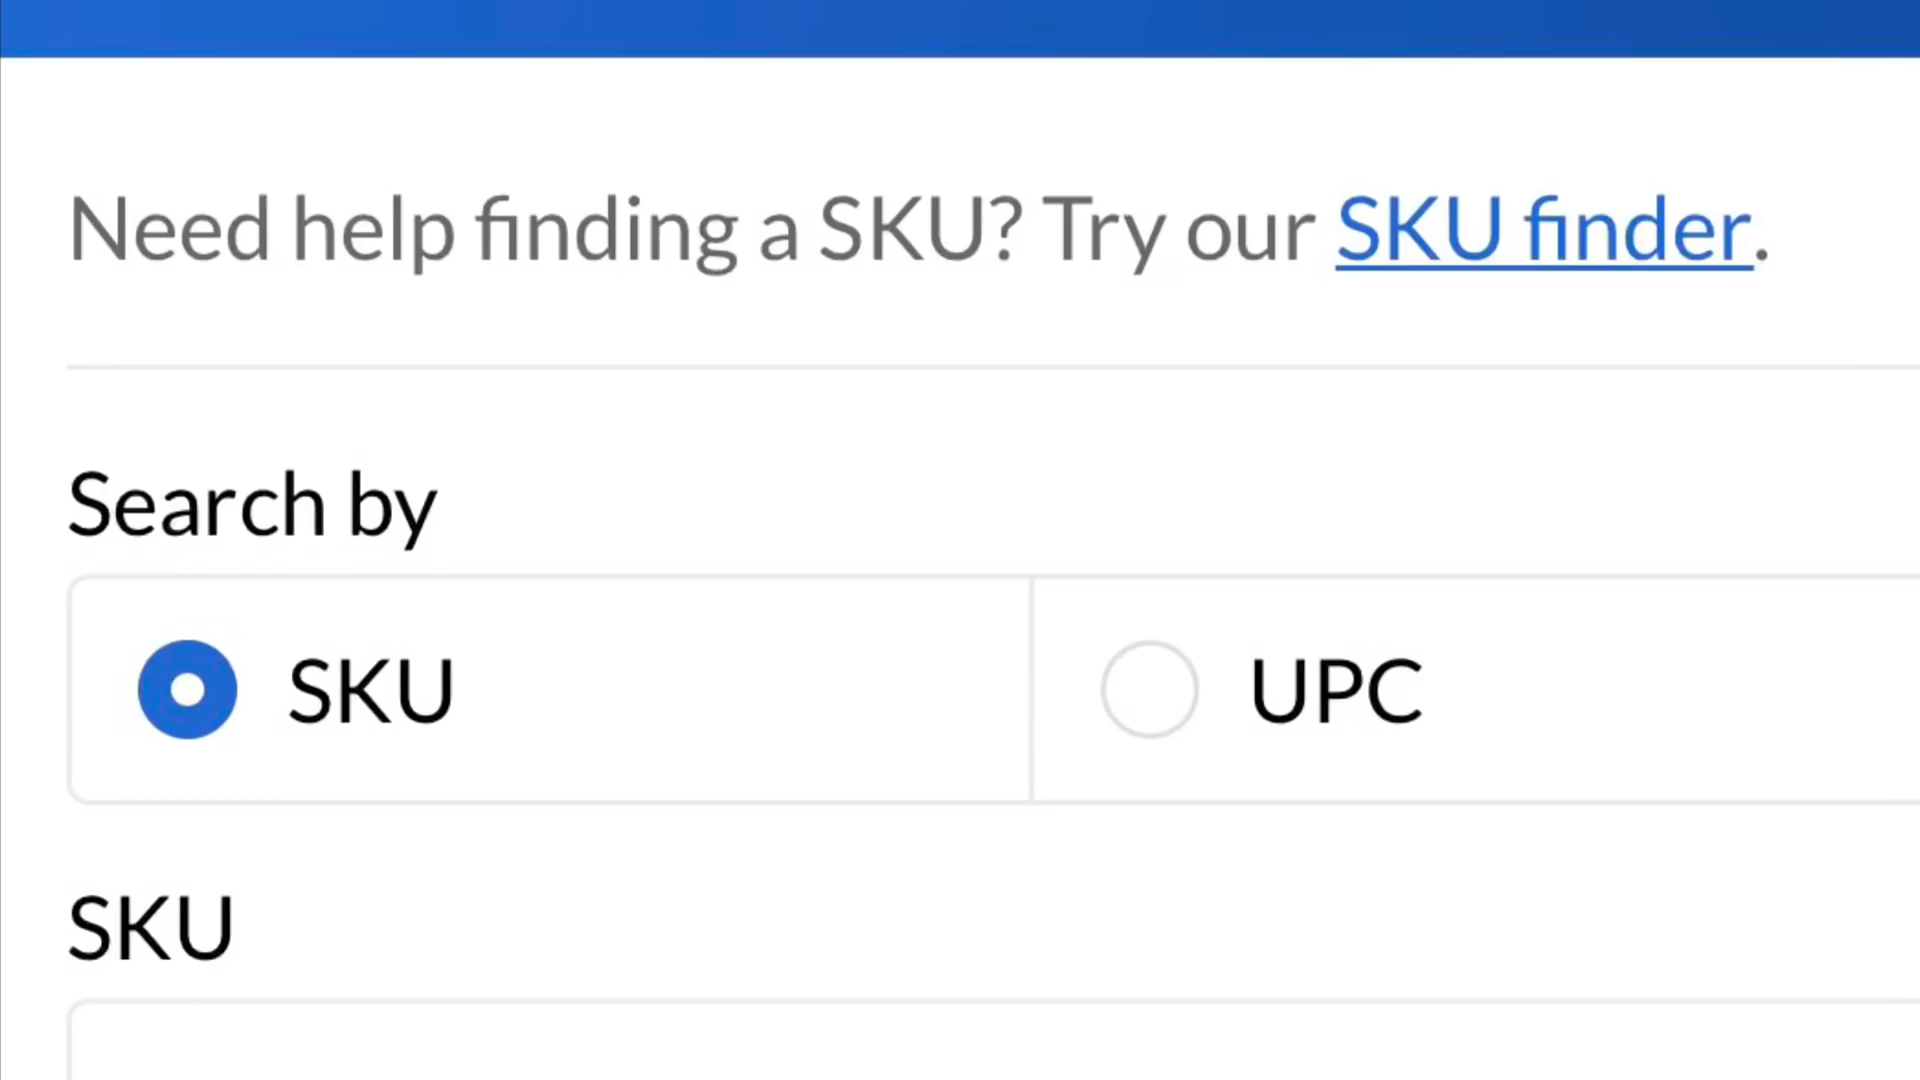 Need help finding a SKU? Try our SKU finder.
Search by
SKU
UPC
SKU